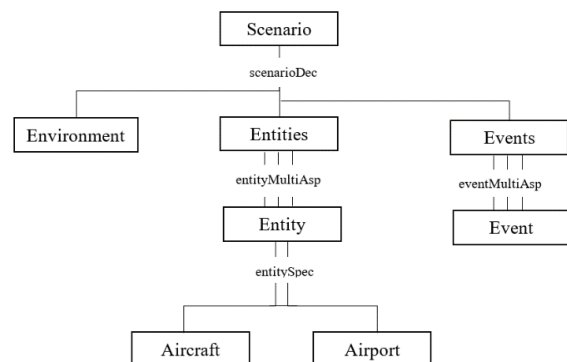 Scenario
scenarioDec
Environment
Entities
Events
entityMultiAsp
eventMultiAsp
Entity
Event
entitySpec
Aircraft
Airport